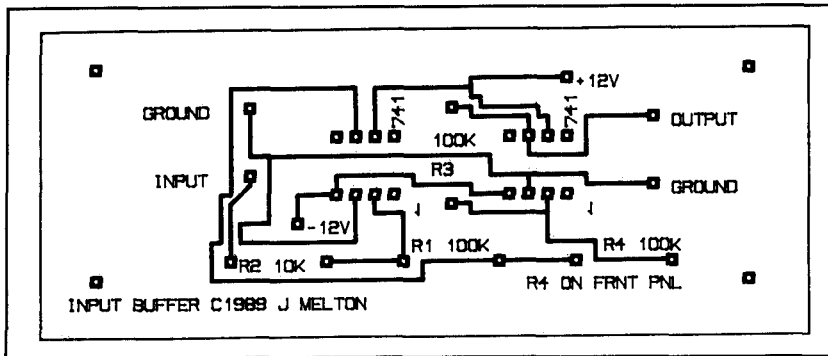 +12V
GROUND
741
741
OUTPUT
100K
R3
INPUT
GROUND
-12V
R1 100K
R4 100K
R2 10K
R4 ON FRNT PNL
INPUT BUFFER C1989 J MELTON